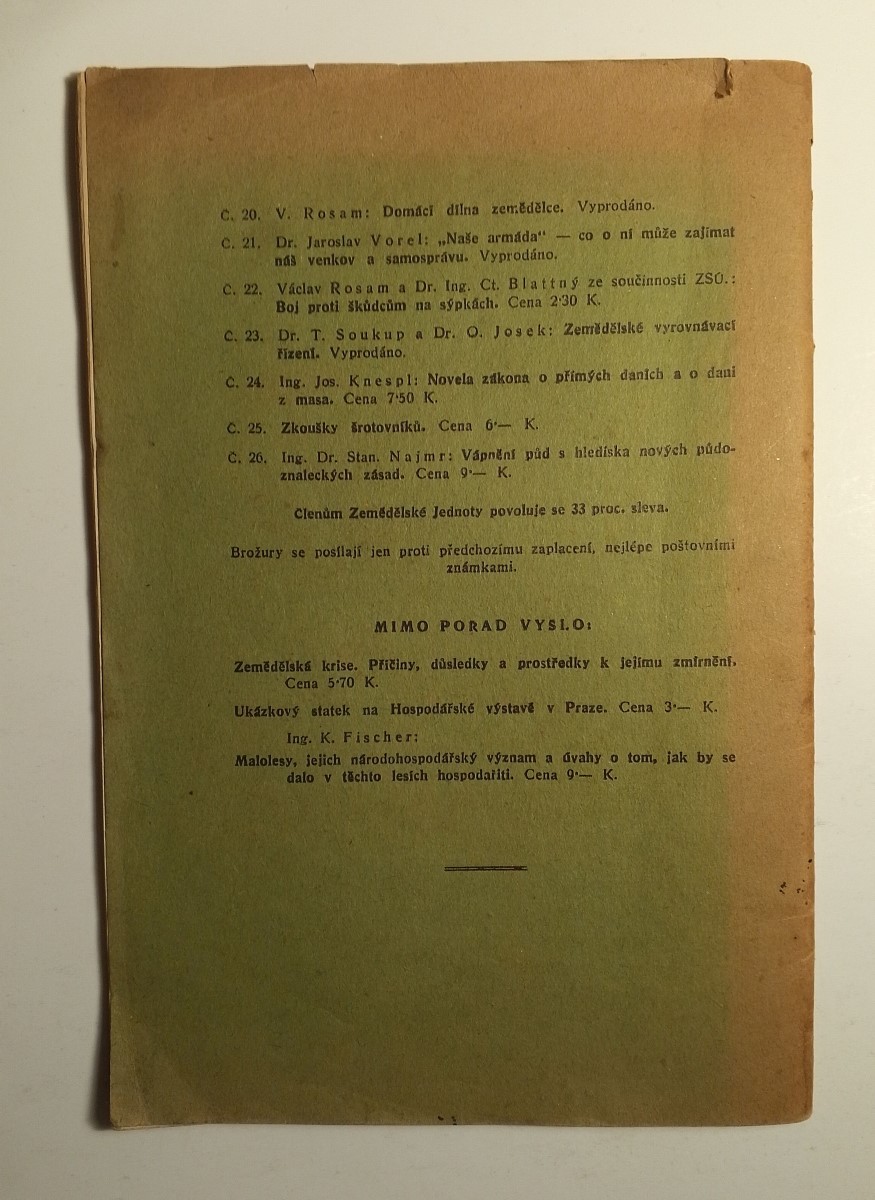 Č. 20. V. Rosam: Domácí dílna zemědělce. Vyprodáno.
Č. 21. Dr. Jaroslav Vorel: „Naše armáda“ — co o ní může zajímat
náš venkov a samosprávu. Vyprodáno.
Č. 22. Václav Rosam a Dr. Ing. Ct. Blattný ze součinnosti ZSO.:
Boj proti škůdcům na sýpkách. Cena 2·30 K.
Č. 23. Dr. T. Soukup a Dr. O. Josek: Zemědělské vyrovnávací
řízení. Vyprodáno.
Č. 24. Ing. Jos. Knespl: Novela zákona o přímých daních a o dani
z masa. Cena 7·50 K.
Č. 25. Zkoušky šrotovníků. Cena 6·— K.
Č. 26. Ing. Dr. Stan. Najmr: Vápnění půd s hlediska nových půdo-
znaleckých zásad. Cena 9·— K.
Členům Zemědělské Jednoty povoluje se 33 proc. sleva.
Brožury se posílají jen proti předchozímu zaplacení, nejlépe poštovními
známkami.
MIMO POŘAD VYŠLO:
Zemědělská krise. Příčiny, důsledky a prostředky k jejímu zmírnění.
Cena 5·70 K.
Ukázkový statek na Hospodářské výstavě v Praze. Cena 3·— K.
Ing. K. Fischer:
Malolesy, jejich národohospodářský význam a úvahy o tom, jak by se
dalo v těchto lesích hospodařiti. Cena 9·— K.